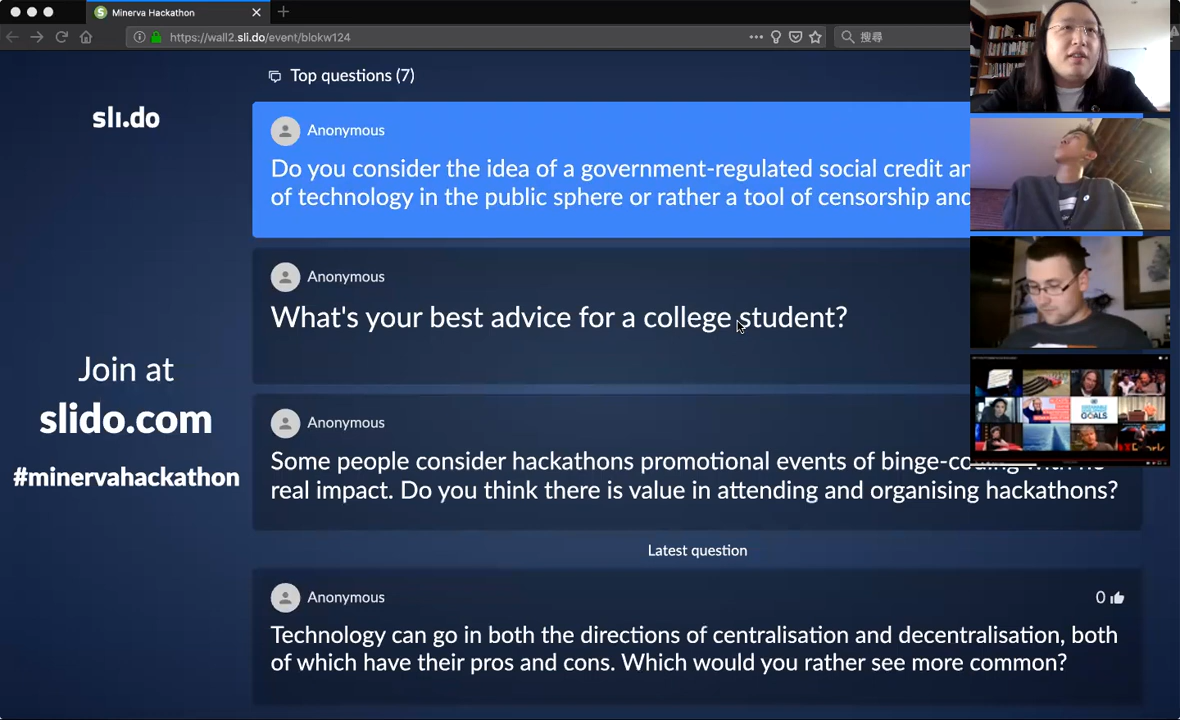 Minerva Hackathon
https://wall2.sli.do/event/blokw124
搜尋
Top questions (7)
sli.do
Anonymous
Do you consider the idea of a government-regulated social credit
of technology in the public sphere or rather a tool of censorship
Anonymous
What's your best advice for a college student?
Join at
slido.com
#minervahackathon
Anonymous
Some people consider hackathons promotional events of
real impact. Do you think there is value in attending and organising hackathons?
Latest question
Anonymous
0
Technology can go in both the directions of centralisation and decentralisation, both
of which have their pros and cons. Which would you rather see more common?
GOALS